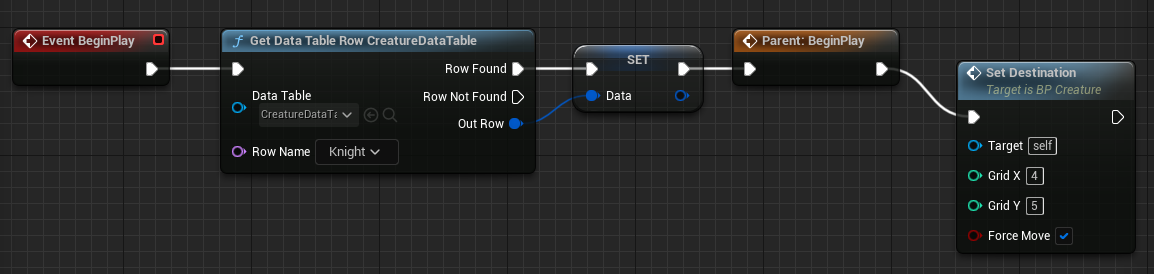 Event BeginPlay
Get Data Table Row CreatureDataTable
Row Found
Data Table
CreatureDataTa
Row Not Found
Out Row
Row Name
Knight
SET
Data
Parent: BeginPlay
Set Destination
Target is BP Creature
Target self
Grid X 4
Grid Y 5
Force Move